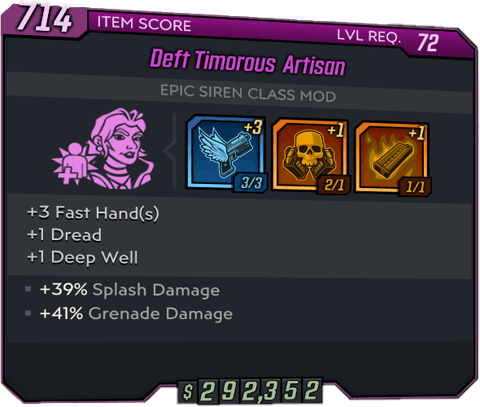 714 ITEM SCORE LVL REQ. 72
Deft Timorous Artisan
EPIC SIREN CLASS MOD
+3 +1 +1
3/3 2/1 1/1
+3 Fast Hand(s)
+1 Dread
+1 Deep Well
+39% Splash Damage
+41% Grenade Damage
$ 292,352